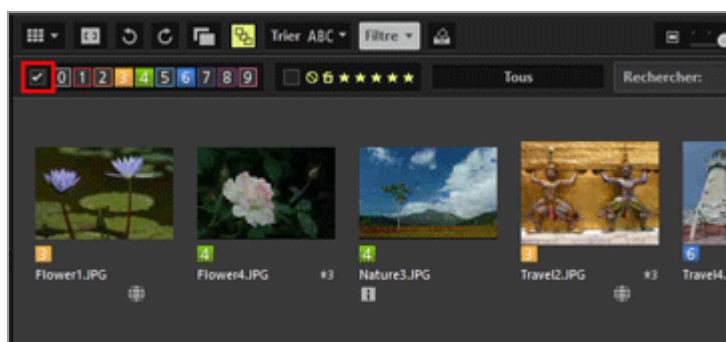 Trier ABC Filtre
0 1 2 3 4 5 6 7 8 9 Tous Rechercher:
3 4 4 3 6
Flower1.JPG Flower4.JPG #3 Nature3.JPG Travel2.JPG #3 Travel4.